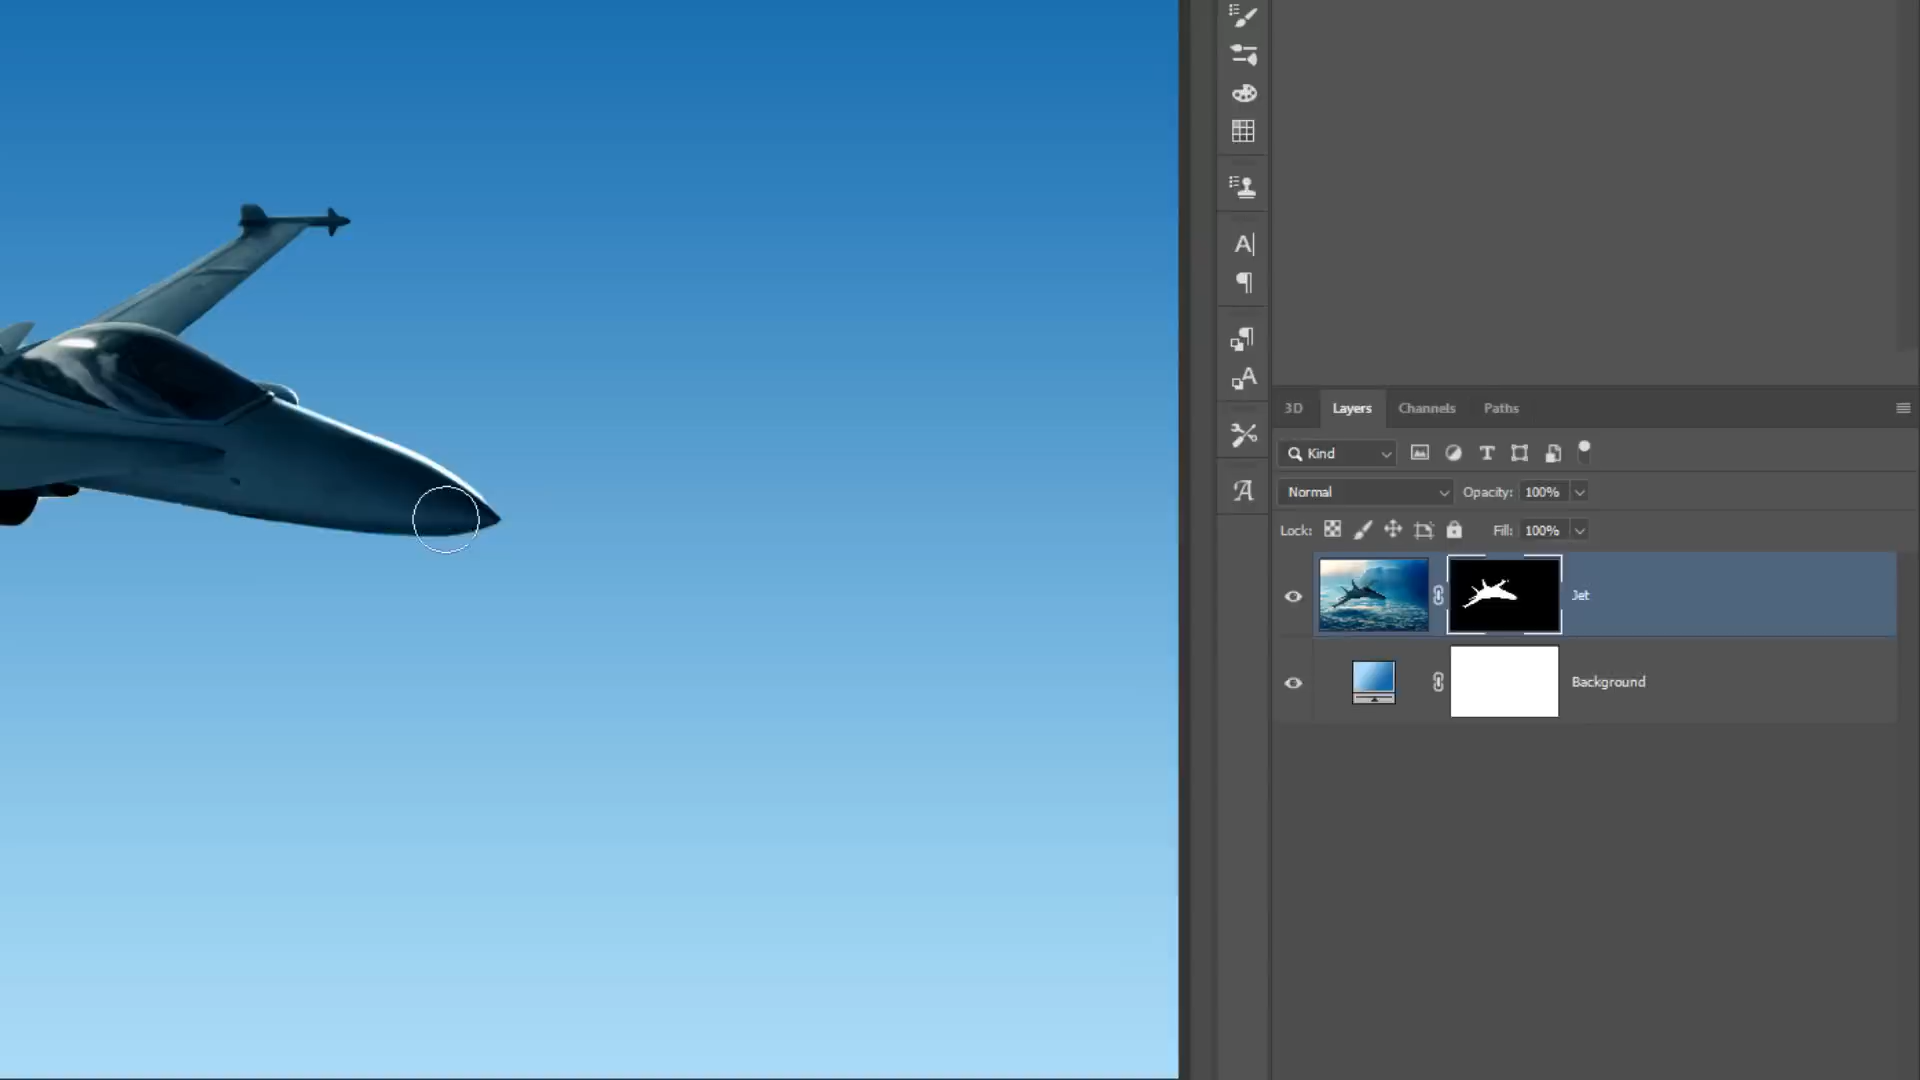 3D Layers Channels Paths
Kind
Normal Opacity: 100%
Lock: Fill: 100%
Jet
Background